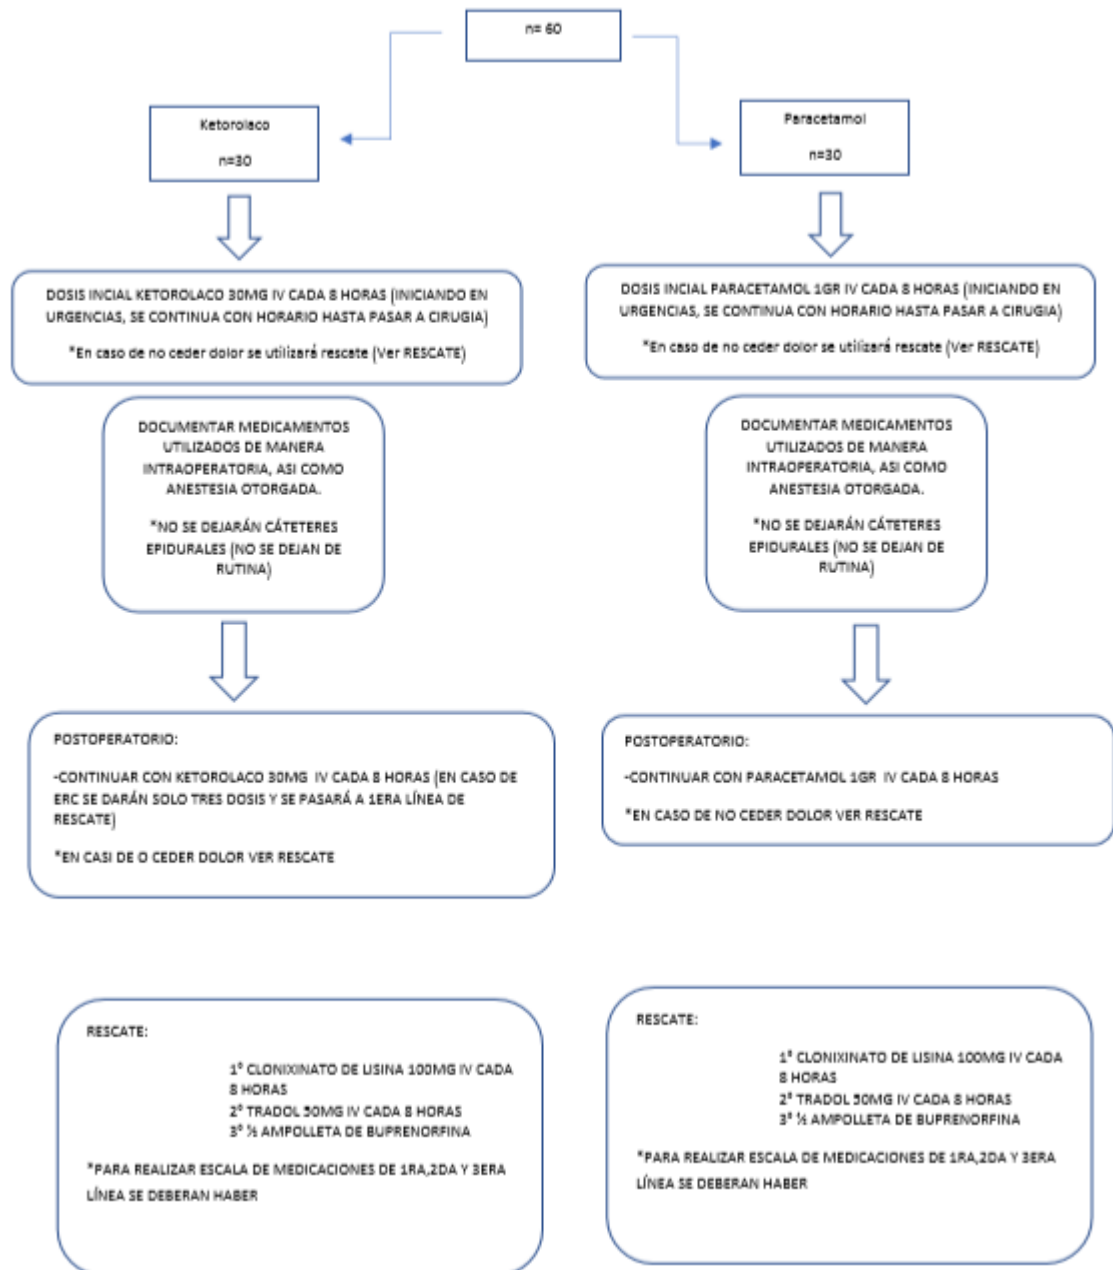 n= 60
Ketorolaco
n=30
Paracetamol
n=30
DOSIS INCIAL KETOROLACO 30MG IV CADA 8 HORAS (INICIANDO EN
URGENCIAS, SE CONTINUA CON HORARIO HASTA PASAR A CIRUGIA)
*En caso de no ceder dolor se utilizará rescate (Ver RESCATE)
DOSIS INCIAL PARACETAMOL 1GR IV CADA 8 HORAS (INICIANDO EN
URGENCIAS, SE CONTINUA CON HORARIO HASTA PASAR A CIRUGIA)
*En caso de no ceder dolor se utilizará rescate (Ver RESCATE)
DOCUMENTAR MEDICAMENTOS
UTILIZADOS DE MANERA
INTRAOPERATORIA, ASI COMO
ANESTESIA OTORGADA.
*NO SE DEJARÁN CÁTETERES
EPIDURALES (NO SE DEJAN DE
RUTINA)
DOCUMENTAR MEDICAMENTOS
UTILIZADOS DE MANERA
INTRAOPERATORIA, ASI COMO
ANESTESIA OTORGADA.
*NO SE DEJARÁN CÁTETERES
EPIDURALES (NO SE DEJAN DE
RUTINA)
POSTOPERATORIO:
-CONTINUAR CON KETOROLACO 30MG IV CADA 8 HORAS (EN CASO DE
ERC SE DARÁN SOLO TRES DOSIS Y SE PASARÁ A 1ERA LÍNEA DE
RESCATE)
*EN CASI DE O CEDER DOLOR VER RESCATE
POSTOPERATORIO:
-CONTINUAR CON PARACETAMOL 1GR IV CADA 8 HORAS
*EN CASO DE NO CEDER DOLOR VER RESCATE
RESCATE:
1º CLONIXINATO DE LISINA 100MG IV CADA
8 HORAS
2º TRADOL 50MG IV CADA 8 HORAS
3º ½ AMPOLLETA DE BUPRENORFINA
*PARA REALIZAR ESCALA DE MEDICACIONES DE 1RA,2DA Y 3ERA
LÍNEA SE DEBERAN HABER
RESCATE:
1º CLONIXINATO DE LISINA 100MG IV CADA
8 HORAS
2º TRADOL 50MG IV CADA 8 HORAS
3º ½ AMPOLLETA DE BUPRENORFINA
*PARA REALIZAR ESCALA DE MEDICACIONES DE 1RA,2DA Y 3ERA
LÍNEA SE DEBERAN HABER